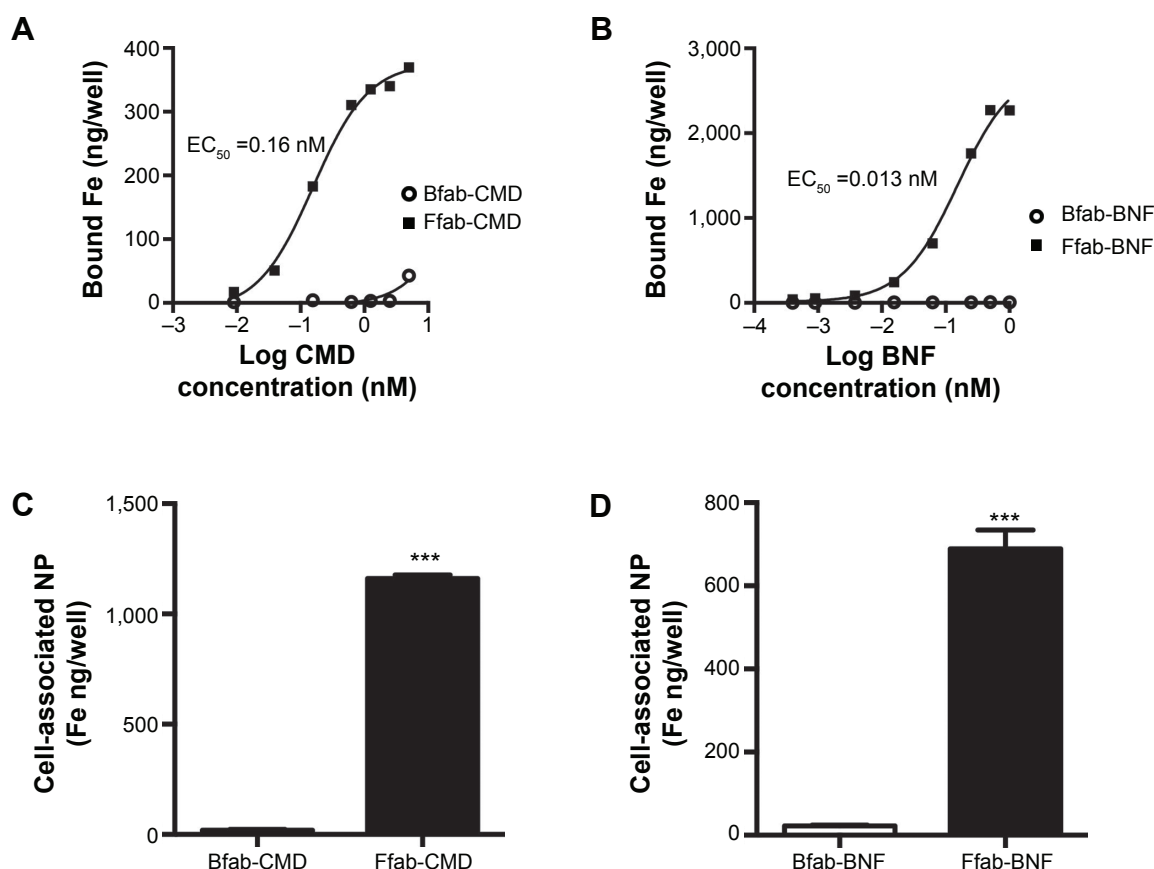 A
400
300
200
100
0
Bound Fe (ng/well)
EC50 =0.16 nM
Bfab-CMD
Ffab-CMD
–3 –2 –1 0 1
Log CMD
concentration (nM)
B
3,000
2,000
1,000
0
Bound Fe (ng/well)
EC50 =0.013 nM
Bfab-BNF
Ffab-BNF
–4 –3 –2 –1 0
Log BNF
concentration (nM)
C
1,500
1,000
500
0
Cell-associated NP
(Fe ng/well)
***
Bfab-CMD Ffab-CMD
D
800
600
400
200
0
Cell-associated NP
(Fe ng/well)
***
Bfab-BNF Ffab-BNF